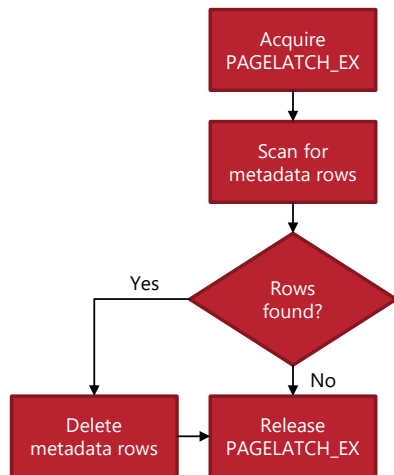 Acquire
PAGELATCH_EX
Scan for
metadata rows
Rows
found?
Yes
No
Delete
metadata rows
Release
PAGELATCH_EX